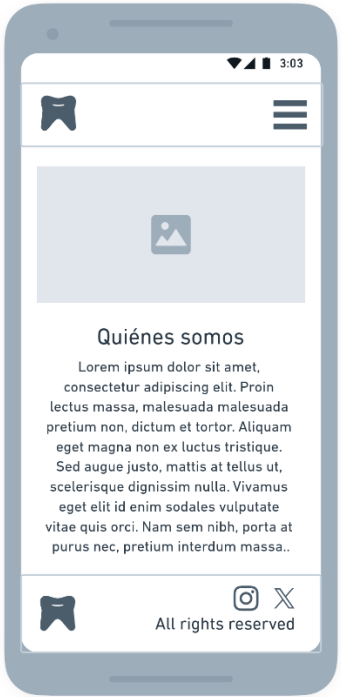 3:03
Quiénes somos
Lorem ipsum dolor sit amet,
consectetur adipiscing elit. Proin
lectus massa, malesuada malesuada
pretium non, dictum et tortor. Aliquam
eget magna non ex luctus tristique.
Sed augue justo, mattis at tellus ut,
scelerisque dignissim nulla. Vivamus
eget elit id enim sodales vulputate
vitae quis orci. Nam sem nibh, porta at
purus nec, pretium interdum massa..
All rights reserved